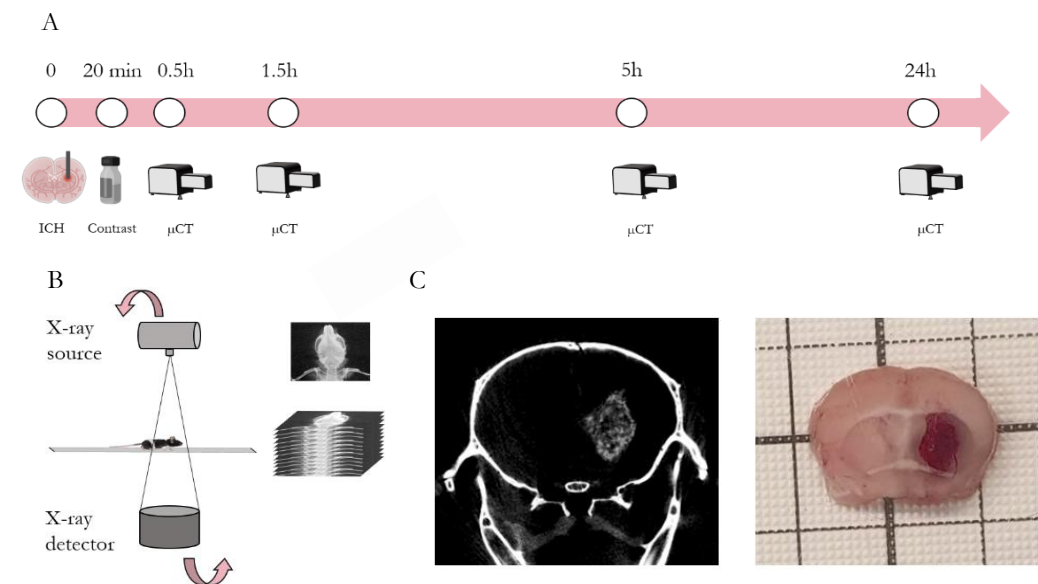 A
0 20 min 0.5h 1.5h 5h 24h
ICH Contrast μCT μCT μCT μCT
B
C
X-ray
source
X-ray
detector